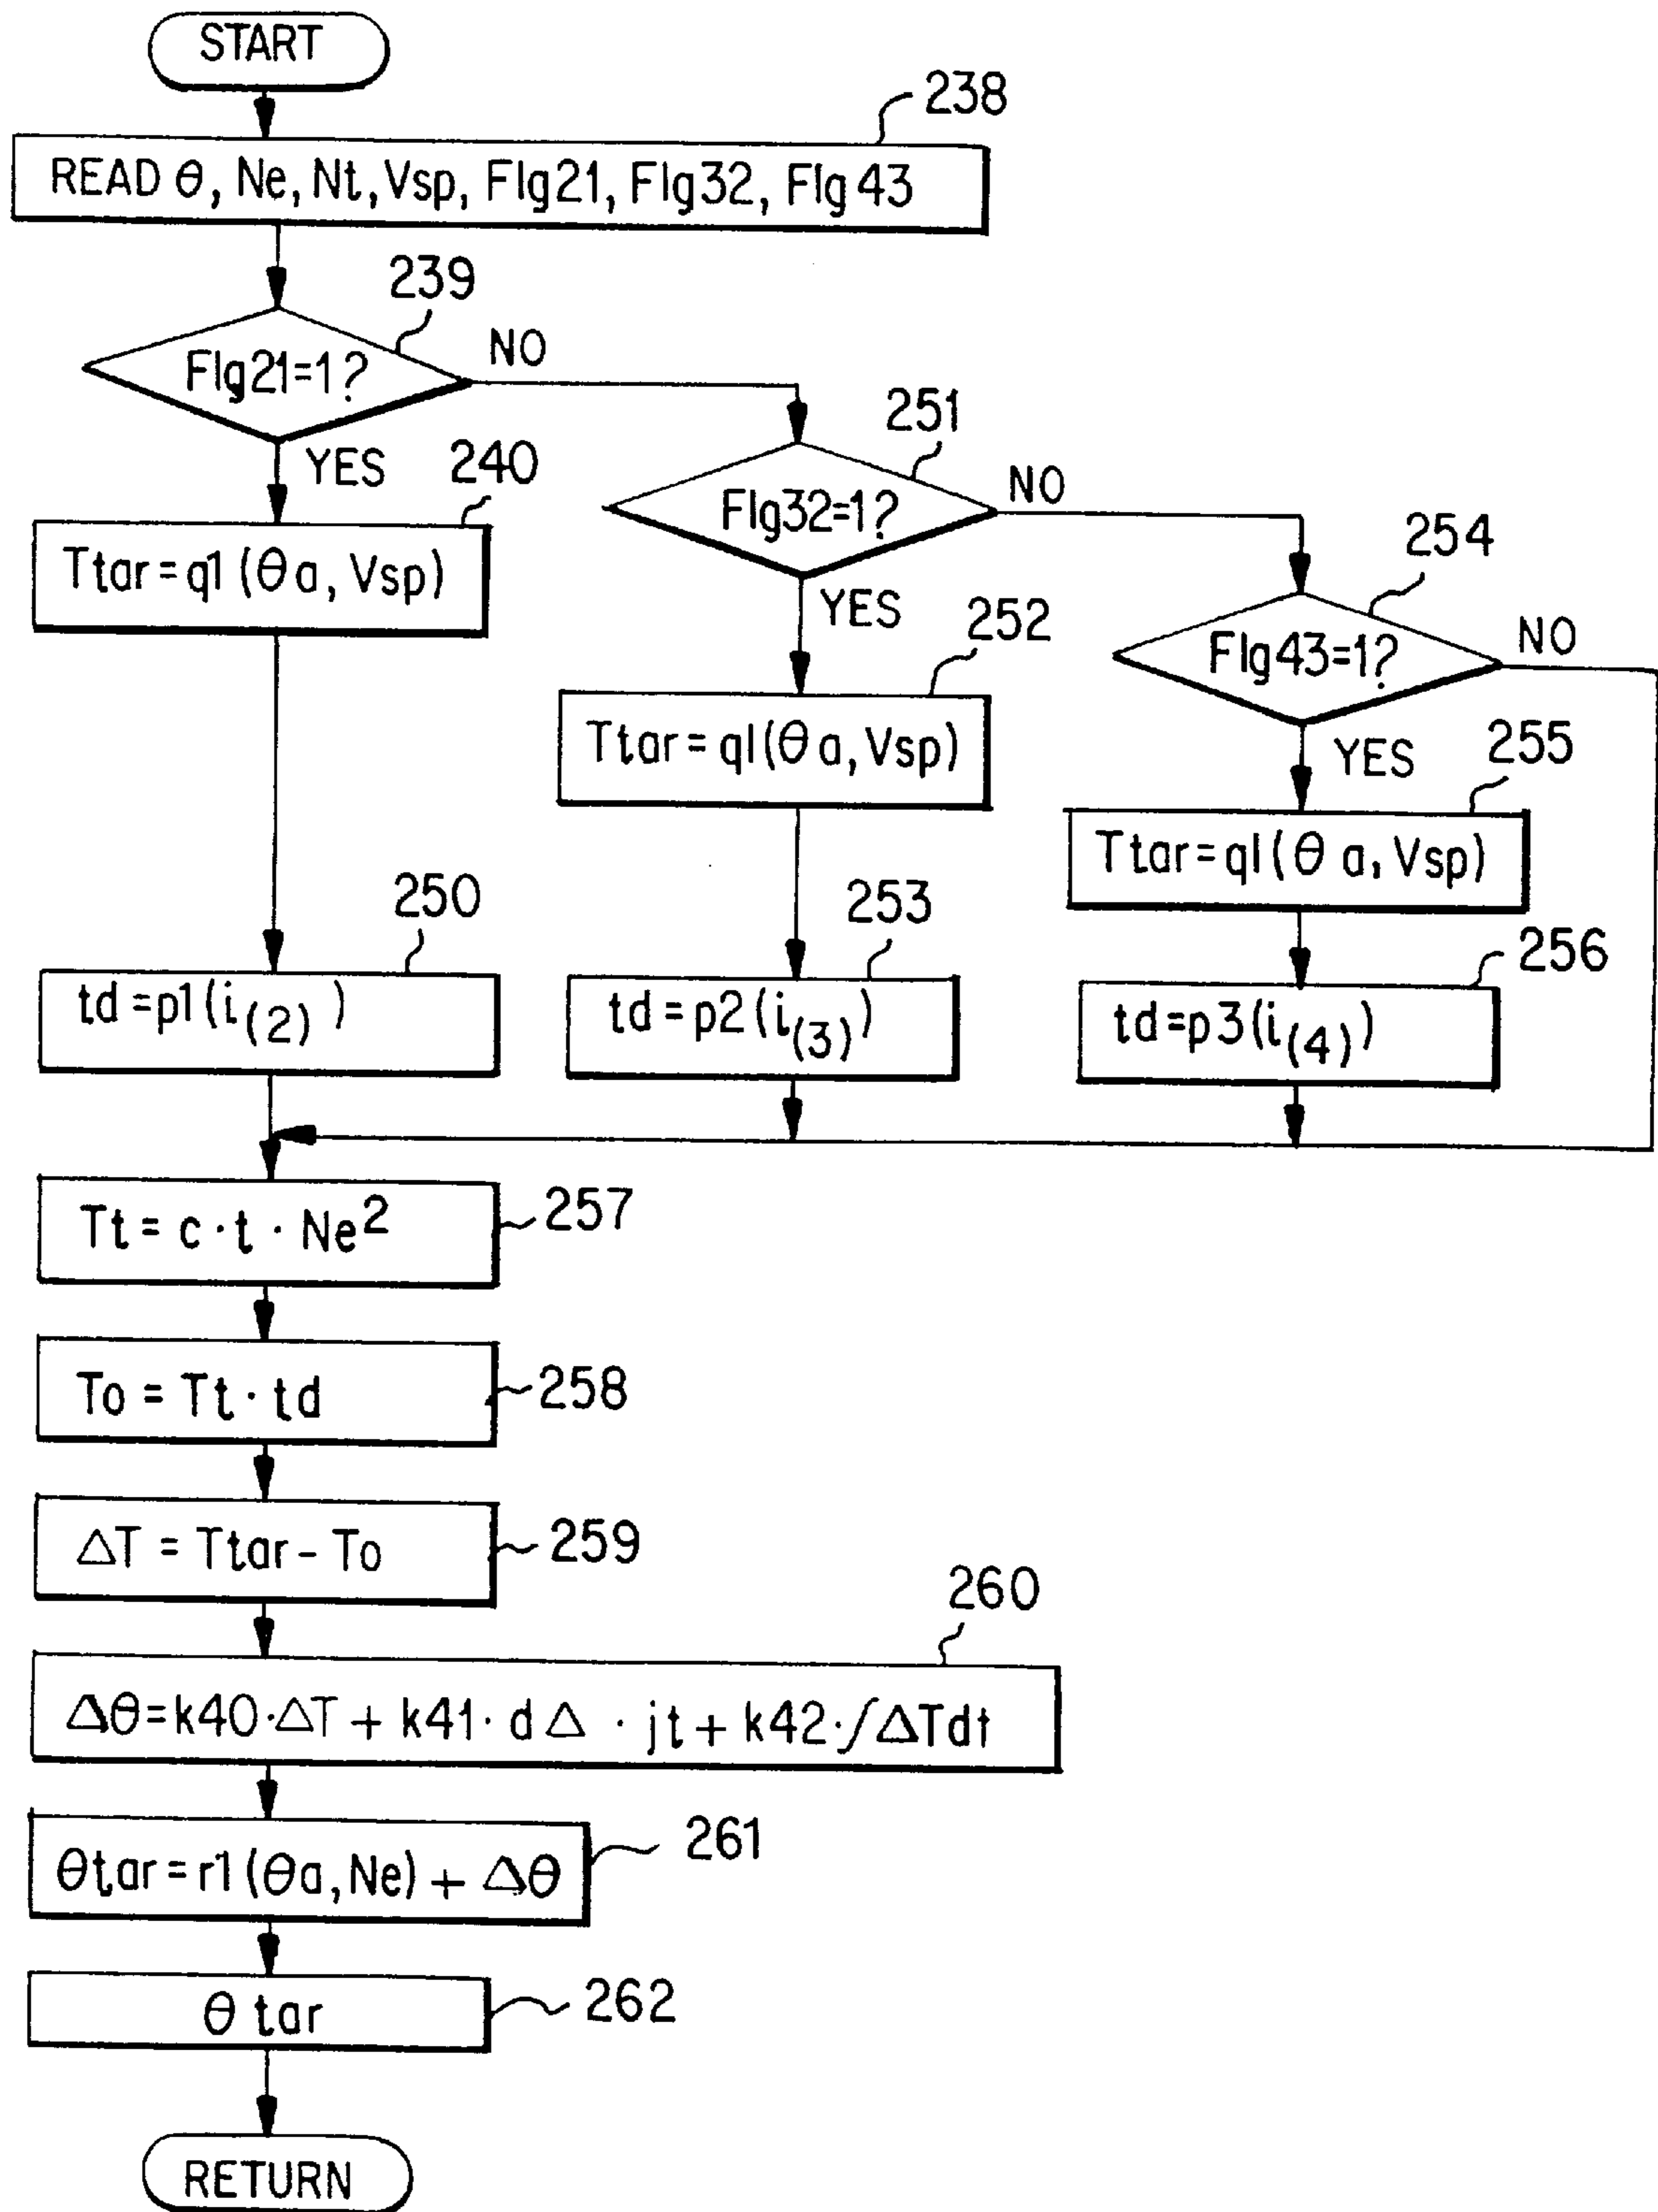 START
238
READ θ, Ne, Nt, Vsp, Flg21, Flg32, Flg43
239
Flg21=1?
NO
YES
251
Flg32=1?
NO
YES
254
Flg43=1?
NO
YES
240
Ttar=q1(θa, Vsp)
252
Ttar=ql(θa, Vsp)
255
Ttar=ql(θa, Vsp)
250
td=p1(i(2))
253
td=p2(i(3))
256
td=p3(i(4))
Tt = c·t·Ne²
257
To = Tt·td
258
ΔT = Ttar-To
259
260
Δθ=k40·ΔT + k41·dΔ ·jt + k42·∫ΔTdt
θtar=r1(θa, Ne) + Δθ
261
θtar
262
RETURN